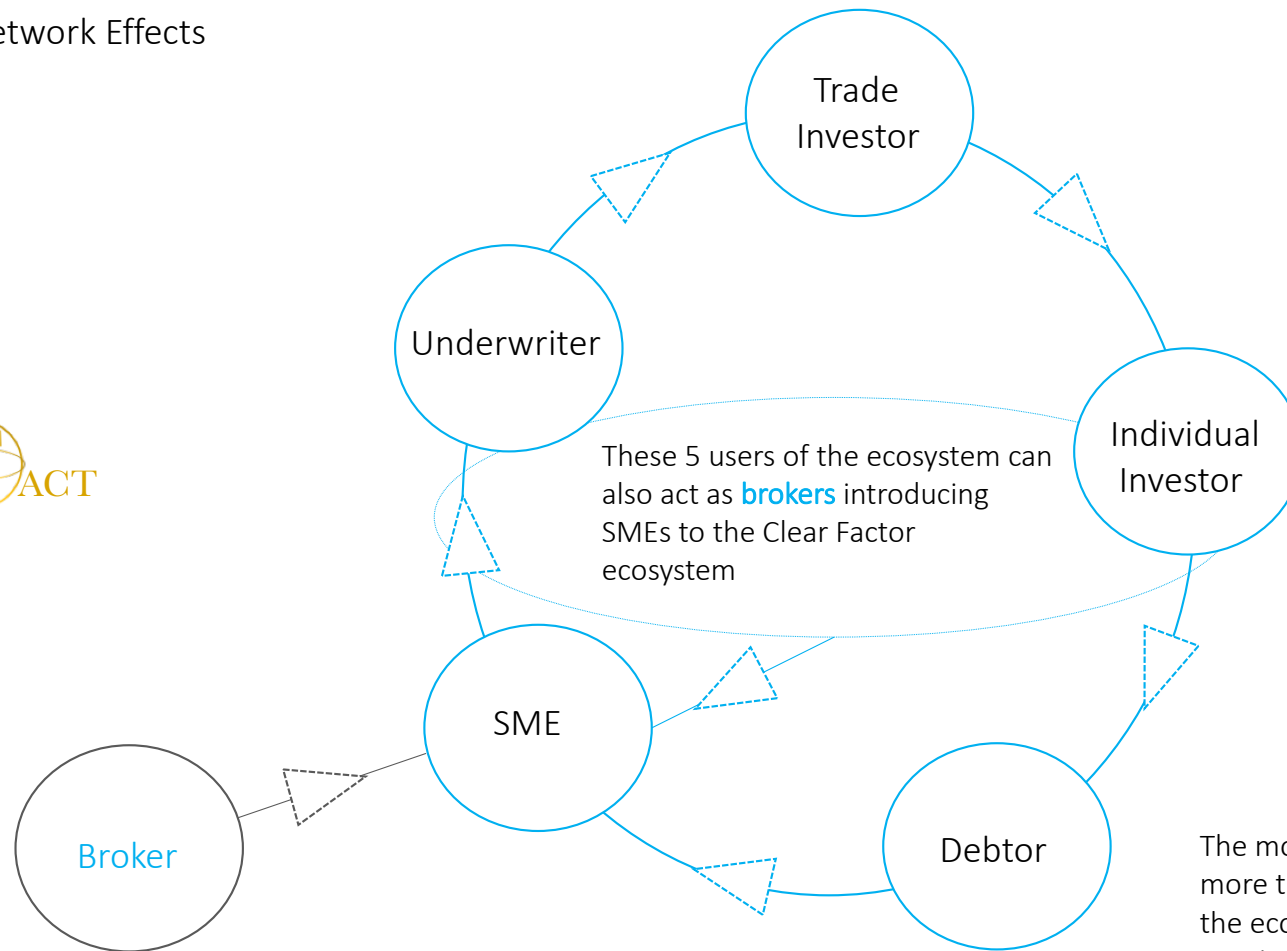 etwork Effects
Trade
Investor
Underwriter
Individual
Investor
These 5 users of the ecosystem can
also act as brokers introducing
SMEs to the Clear Factor
ecosystem
ACT
SME
Broker
Debtor
The mo
more t
the eco